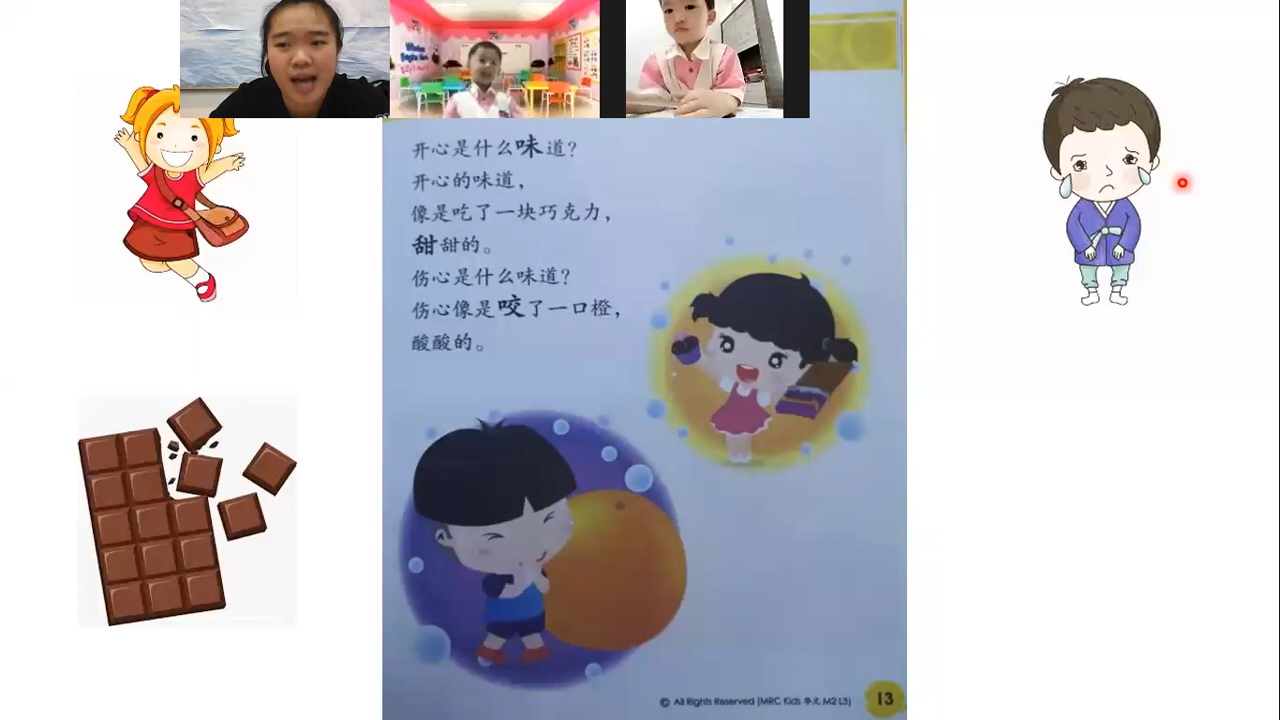 开心是什么味道?
开心的味道,
像是吃了一块巧克力,
甜甜的。
伤心是什么味道?
伤心像是咬了一口橙,
酸酸的。
© All Rights Reserved (MRC Kids 华文 M2 L3)
13